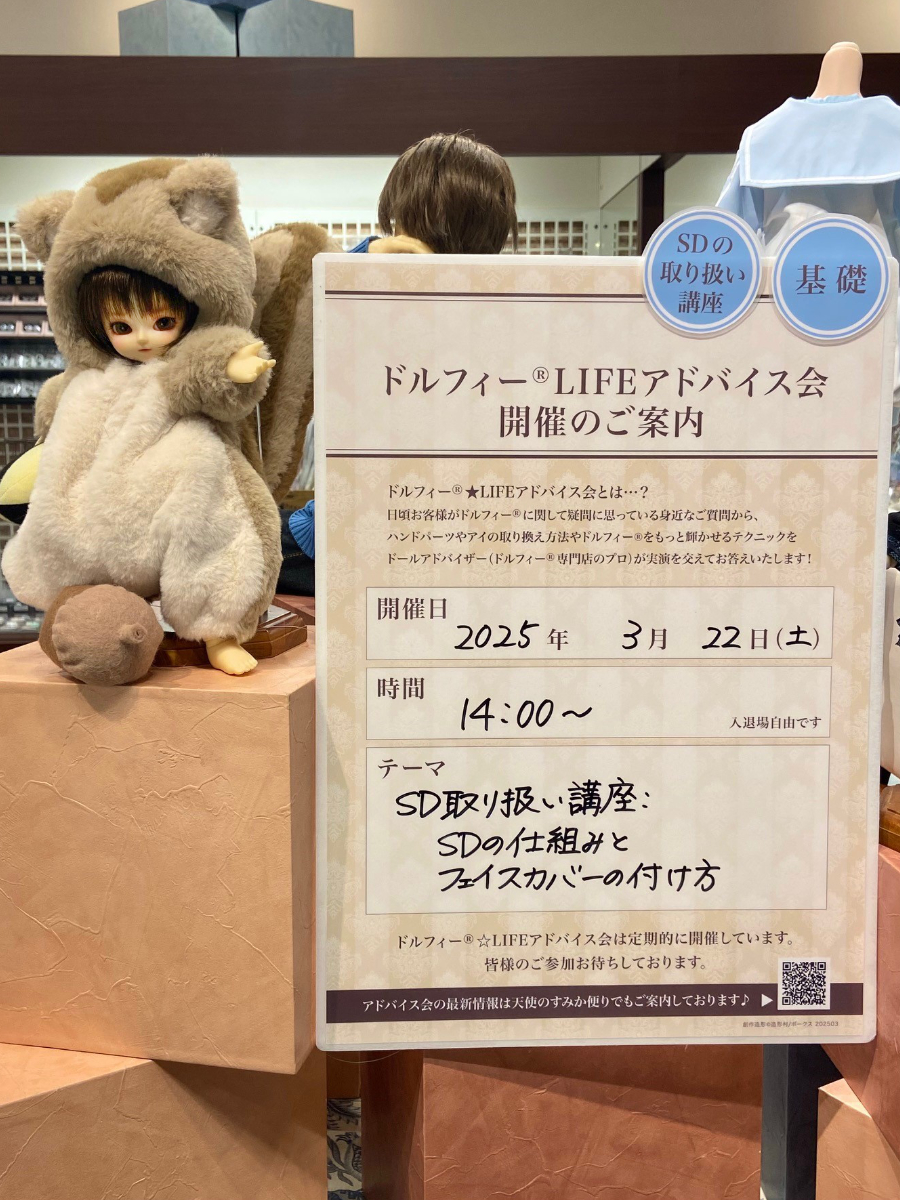 SDの
取り扱い
講座
基礎
ドルフィー®LIFEアドバイス会
開催のご案内
ドルフィー®★LIFEアドバイス会とは…？
日頃お客様がドルフィー®に関して疑問に思っている身近なご質問から、
ハンドパーツやアイの取り換え方法やドルフィー®をもっと輝かせるテクニックを
ドールアドバイザー（ドルフィー®専門店のプロ）が実演を交えてお答えいたします！
開催日
2025年 3月 22日(土)
時間
14:00〜
入退場自由です
テーマ
SD取り扱い講座:
SDの仕組みと
フェイスカバーの付け方
ドルフィー®☆LIFEアドバイス会は定期的に開催しています。
皆様のご参加お待ちしております。
アドバイス会の最新情報は天使のすみか便りでもご案内しております♪ ▶
創作造形©造形村/ボークス 202503